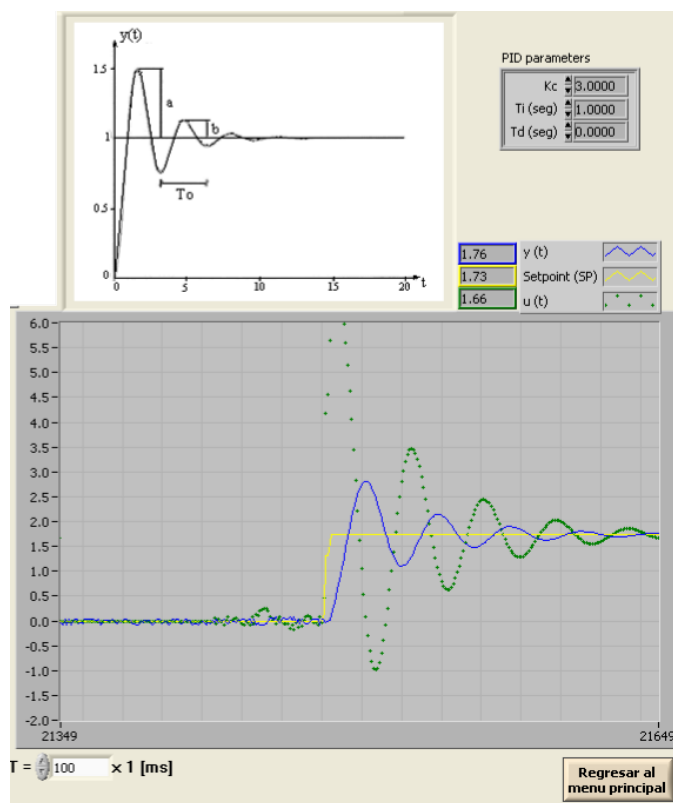 y(t)
1.5
1
0.5
0
a
b
To
0
5
10
15
20
t
PID parameters
Kc 3.0000
Ti (seg) 1.0000
Td (seg) 0.0000
1.76 y (t)
1.73 Setpoint (SP)
1.66 u (t)
6.0
5.5
5.0
4.5
4.0
3.5
3.0
2.5
2.0
1.5
1.0
0.5
0.0
-0.5
-1.0
-1.5
-2.0
21349
21649
T = 100 x 1 [ms]
Regresar al
menu principal